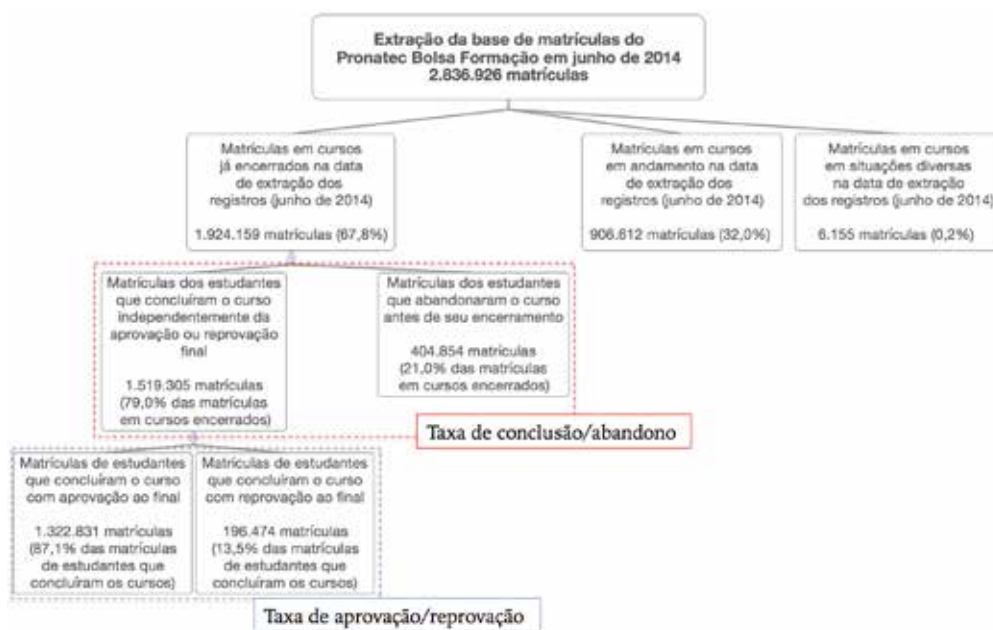 Extração da base de matrículas do
Pronatec Bolsa Formação em junho de 2014
2.836.926 matrículas
Matrículas em cursos
já encerrados na data
de extração dos
registros (junho de 2014)
1.924.159 matrículas (67,8%)
Matrículas em cursos
em andamento na data
de extração dos
registros (junho de 2014)
906.612 matrículas (32,0%)
Matrículas em cursos
em situações diversas
na data de extração
dos registros (junho de 2014)
6.155 matrículas (0,2%)
Matrículas dos estudantes
que concluíram o curso
independentemente da
aprovação ou reprovação
final
1.519.305 matrículas
(79,0% das matrículas
em cursos encerrados)
Matrículas dos estudantes
que abandonaram o curso
antes de seu encerramento
404.854 matrículas
(21,0% das matrículas
em cursos encerrados)
Taxa de conclusão/abandono
Matrículas de estudantes
que concluíram o curso
com aprovação ao final
1.322.831 matrículas
(87,1% das matrículas
de estudantes que
concluíram os cursos)
Matrículas de estudantes
que concluíram o curso
com reprovação ao final
196.474 matrículas
(13,5% das matrículas
de estudantes que
concluíram os cursos)
Taxa de aprovação/reprovação